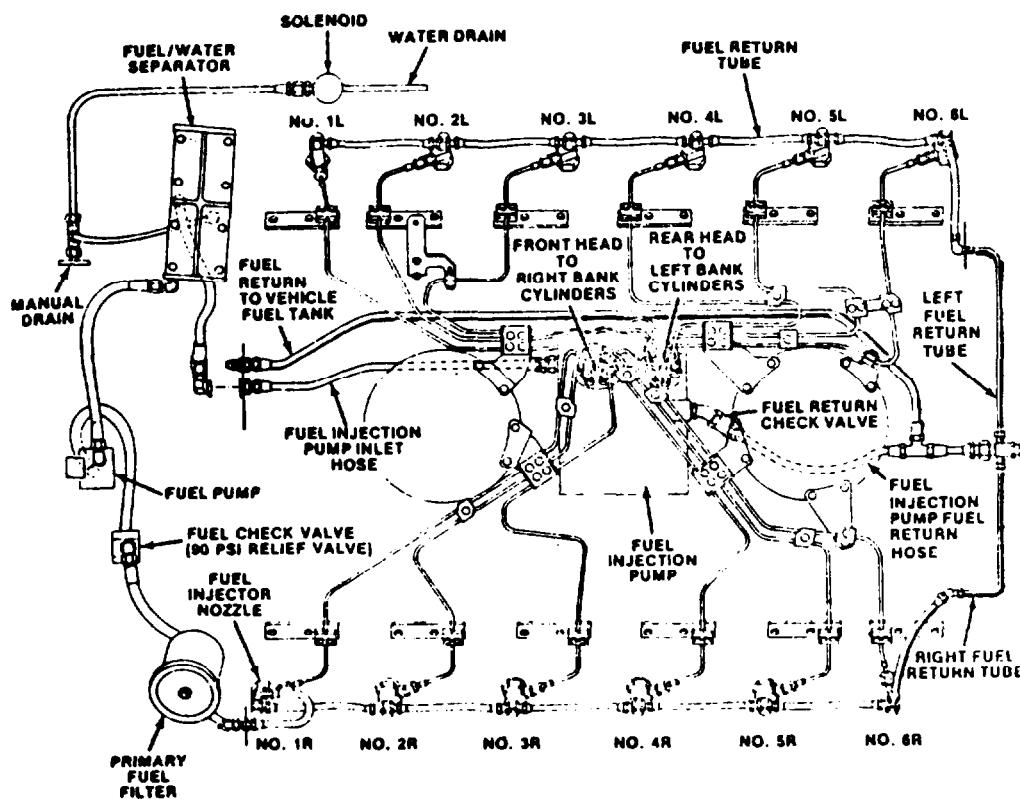 SOLENOID
WATER DRAIN
FUEL/WATER
SEPARATOR
FUEL RETURN
TUBE
NO. 1L
NO. 2L
NO. 3L
NO. 4L
NO. 5L
NO. 6L
MANUAL
DRAIN
FUEL
RETURN
TO VEHICLE
FUEL TANK
FRONT HEAD
TO
RIGHT BANK
CYLINDERS
REAR HEAD
TO
LEFT BANK
CYLINDERS
LEFT
FUEL
RETURN
TUBE
FUEL INJECTION
PUMP INLET
HOSE
FUEL RETURN
CHECK VALVE
FUEL PUMP
FUEL
INJECTION
PUMP FUEL
RETURN
HOSE
FUEL CHECK VALVE
(90 PSI RELIEF VALVE)
FUEL
INJECTION
PUMP
FUEL
INJECTOR
NOZZLE
RIGHT FUEL
RETURN TUBE
NO. 1R
NO. 2R
NO. 3R
NO. 4R
NO. 5R
NO. 6R
PRIMARY
FUEL
FILTER